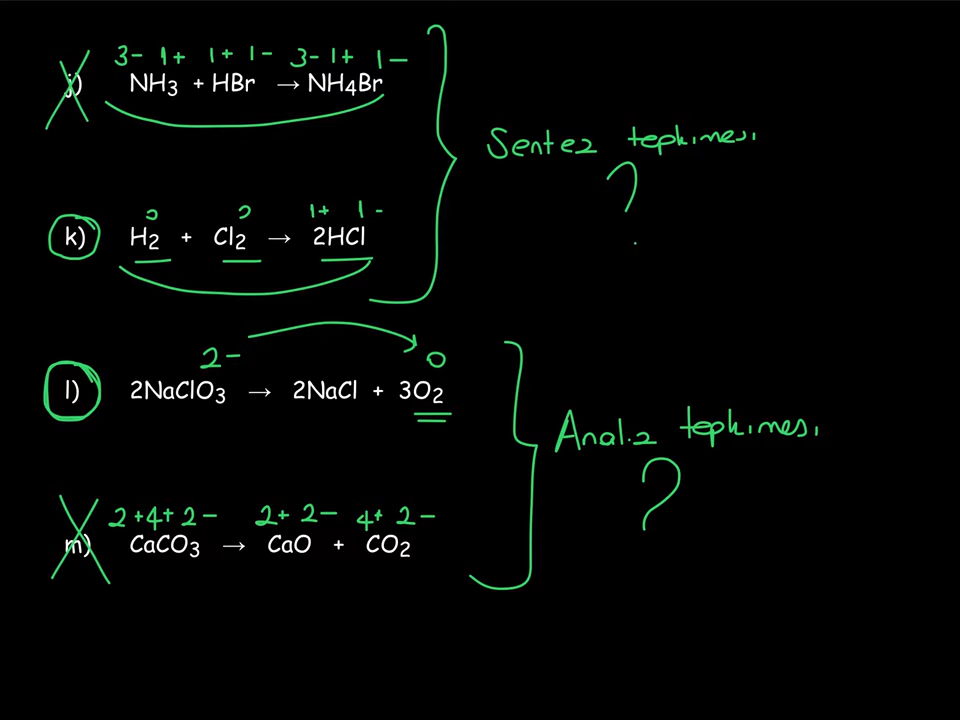 3- 1+ 1+ 1- 3- 1+ 1-
j) NH3 + HBr → NH4Br
Sentez tepkimesi
?
0 0 1+ 1-
k) H2 + Cl2 → 2HCl
2- 0
l) 2NaClO3 → 2NaCl + 3O2
Analiz tepkimesi
?
2+ 4+ 2- 2+ 2- 4+ 2-
m) CaCO3 → CaO + CO2